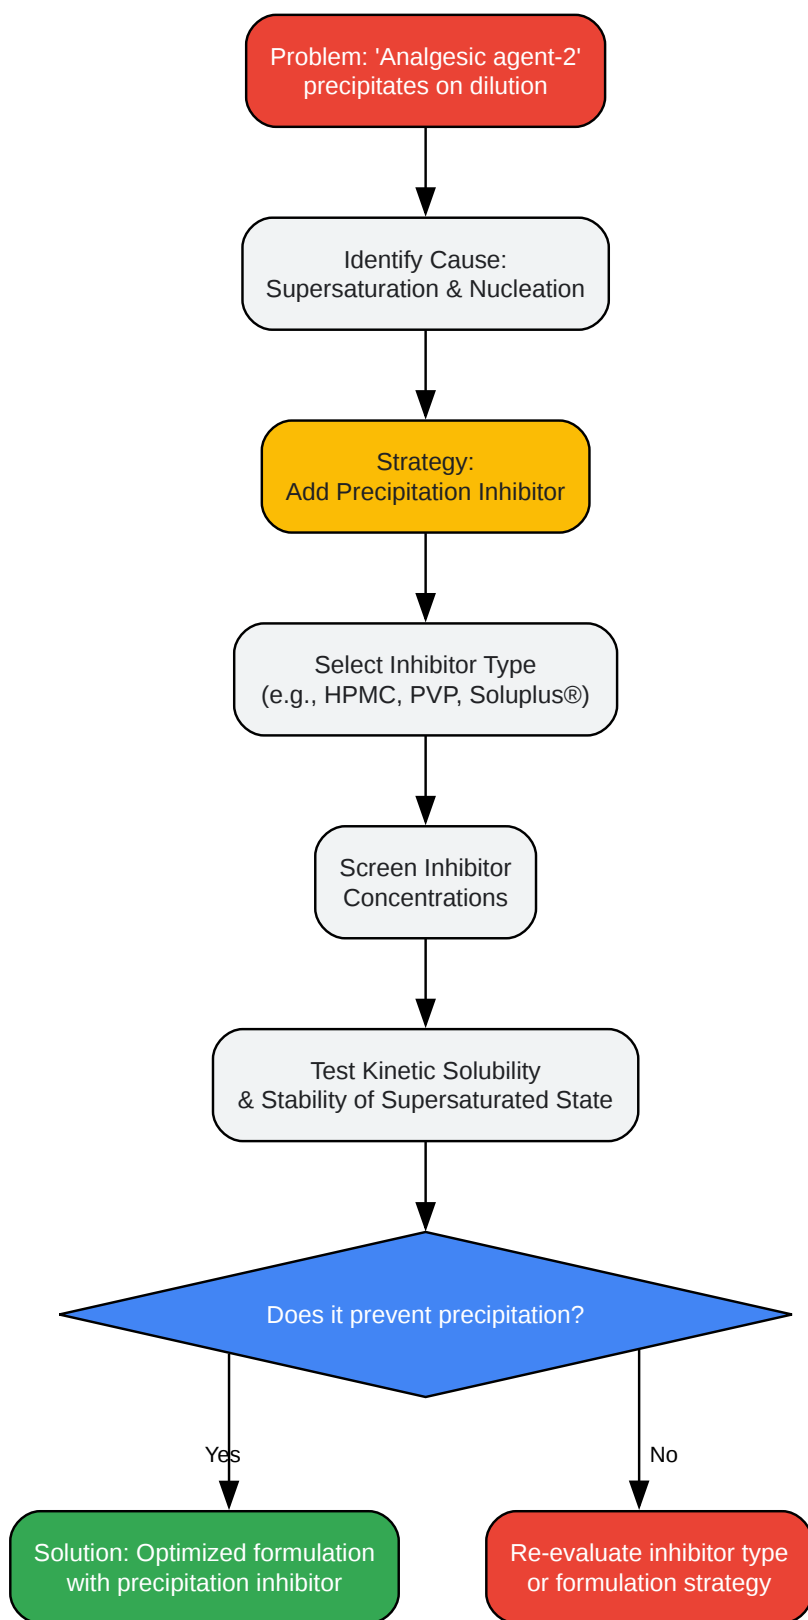 Problem: 'Analgesic agent-2'
precipitates on dilution
Identify Cause:
Supersaturation & Nucleation
Strategy:
Add Precipitation Inhibitor
Select Inhibitor Type
(e.g., HPMC, PVP, Soluplus®)
Screen Inhibitor
Concentrations
Test Kinetic Solubility
& Stability of Supersaturated State
Does it prevent precipitation?
Yes
No
Solution: Optimized formulation
with precipitation inhibitor
Re-evaluate inhibitor type
or formulation strategy